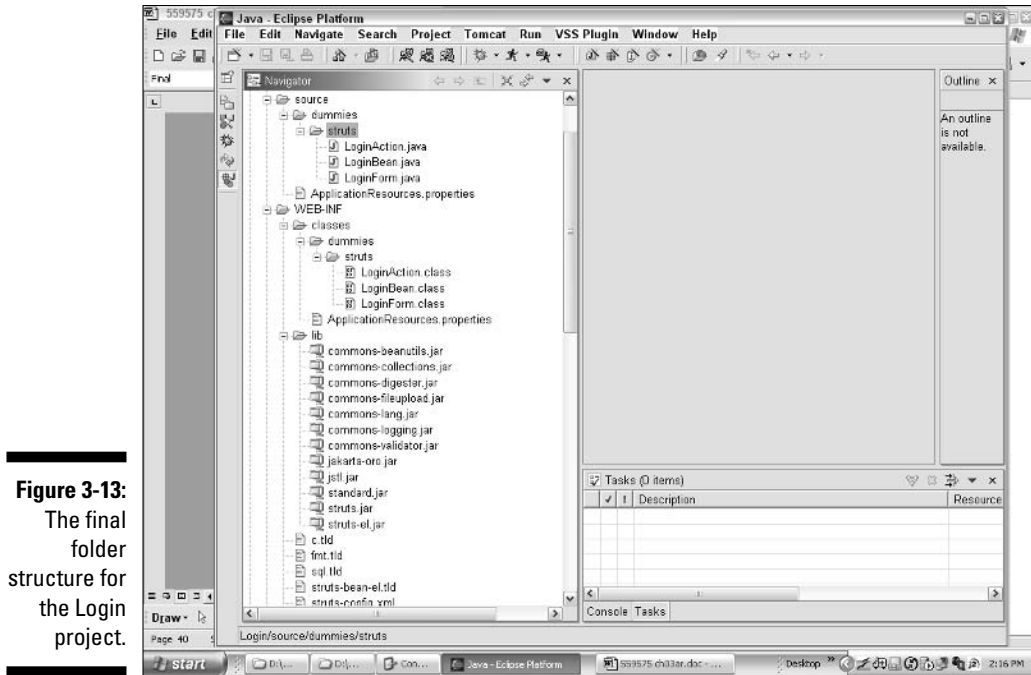 559575 c
Java - Eclipse Platform
File Edit
File Edit Navigate Search Project Tomcat Run VSS Plugin Window Help
Final
Navigator
Outline
source
dummies
struts
LoginAction.java
LoginBean.java
LoginForm.java
ApplicationResources.properties
WEB-INF
classes
dummies
struts
LoginAction.class
LoginBean.class
LoginForm.class
ApplicationResources.properties
lib
commons-beanutils.jar
commons-collections.jar
commons-digester.jar
commons-fileupload.jar
commons-lang.jar
commons-logging.jar
commons-validator.jar
jakarta-oro.jar
jstl.jar
standard.jar
struts.jar
struts-el.jar
c.tld
fmt.tld
sql.tld
struts-bean-el.tld
struts-config.xml
An outline
is not
available.
Tasks (0 items)
! Description Resource
Console Tasks
Draw
Page 40
Login/source/dummies/struts
start D:\,... D:\,... Con... Java - Eclipse Platform 559575 ch03ar.doc - ... Desktop » 2:16 PM
Figure 3-13:
The final
folder
structure for
the Login
project.